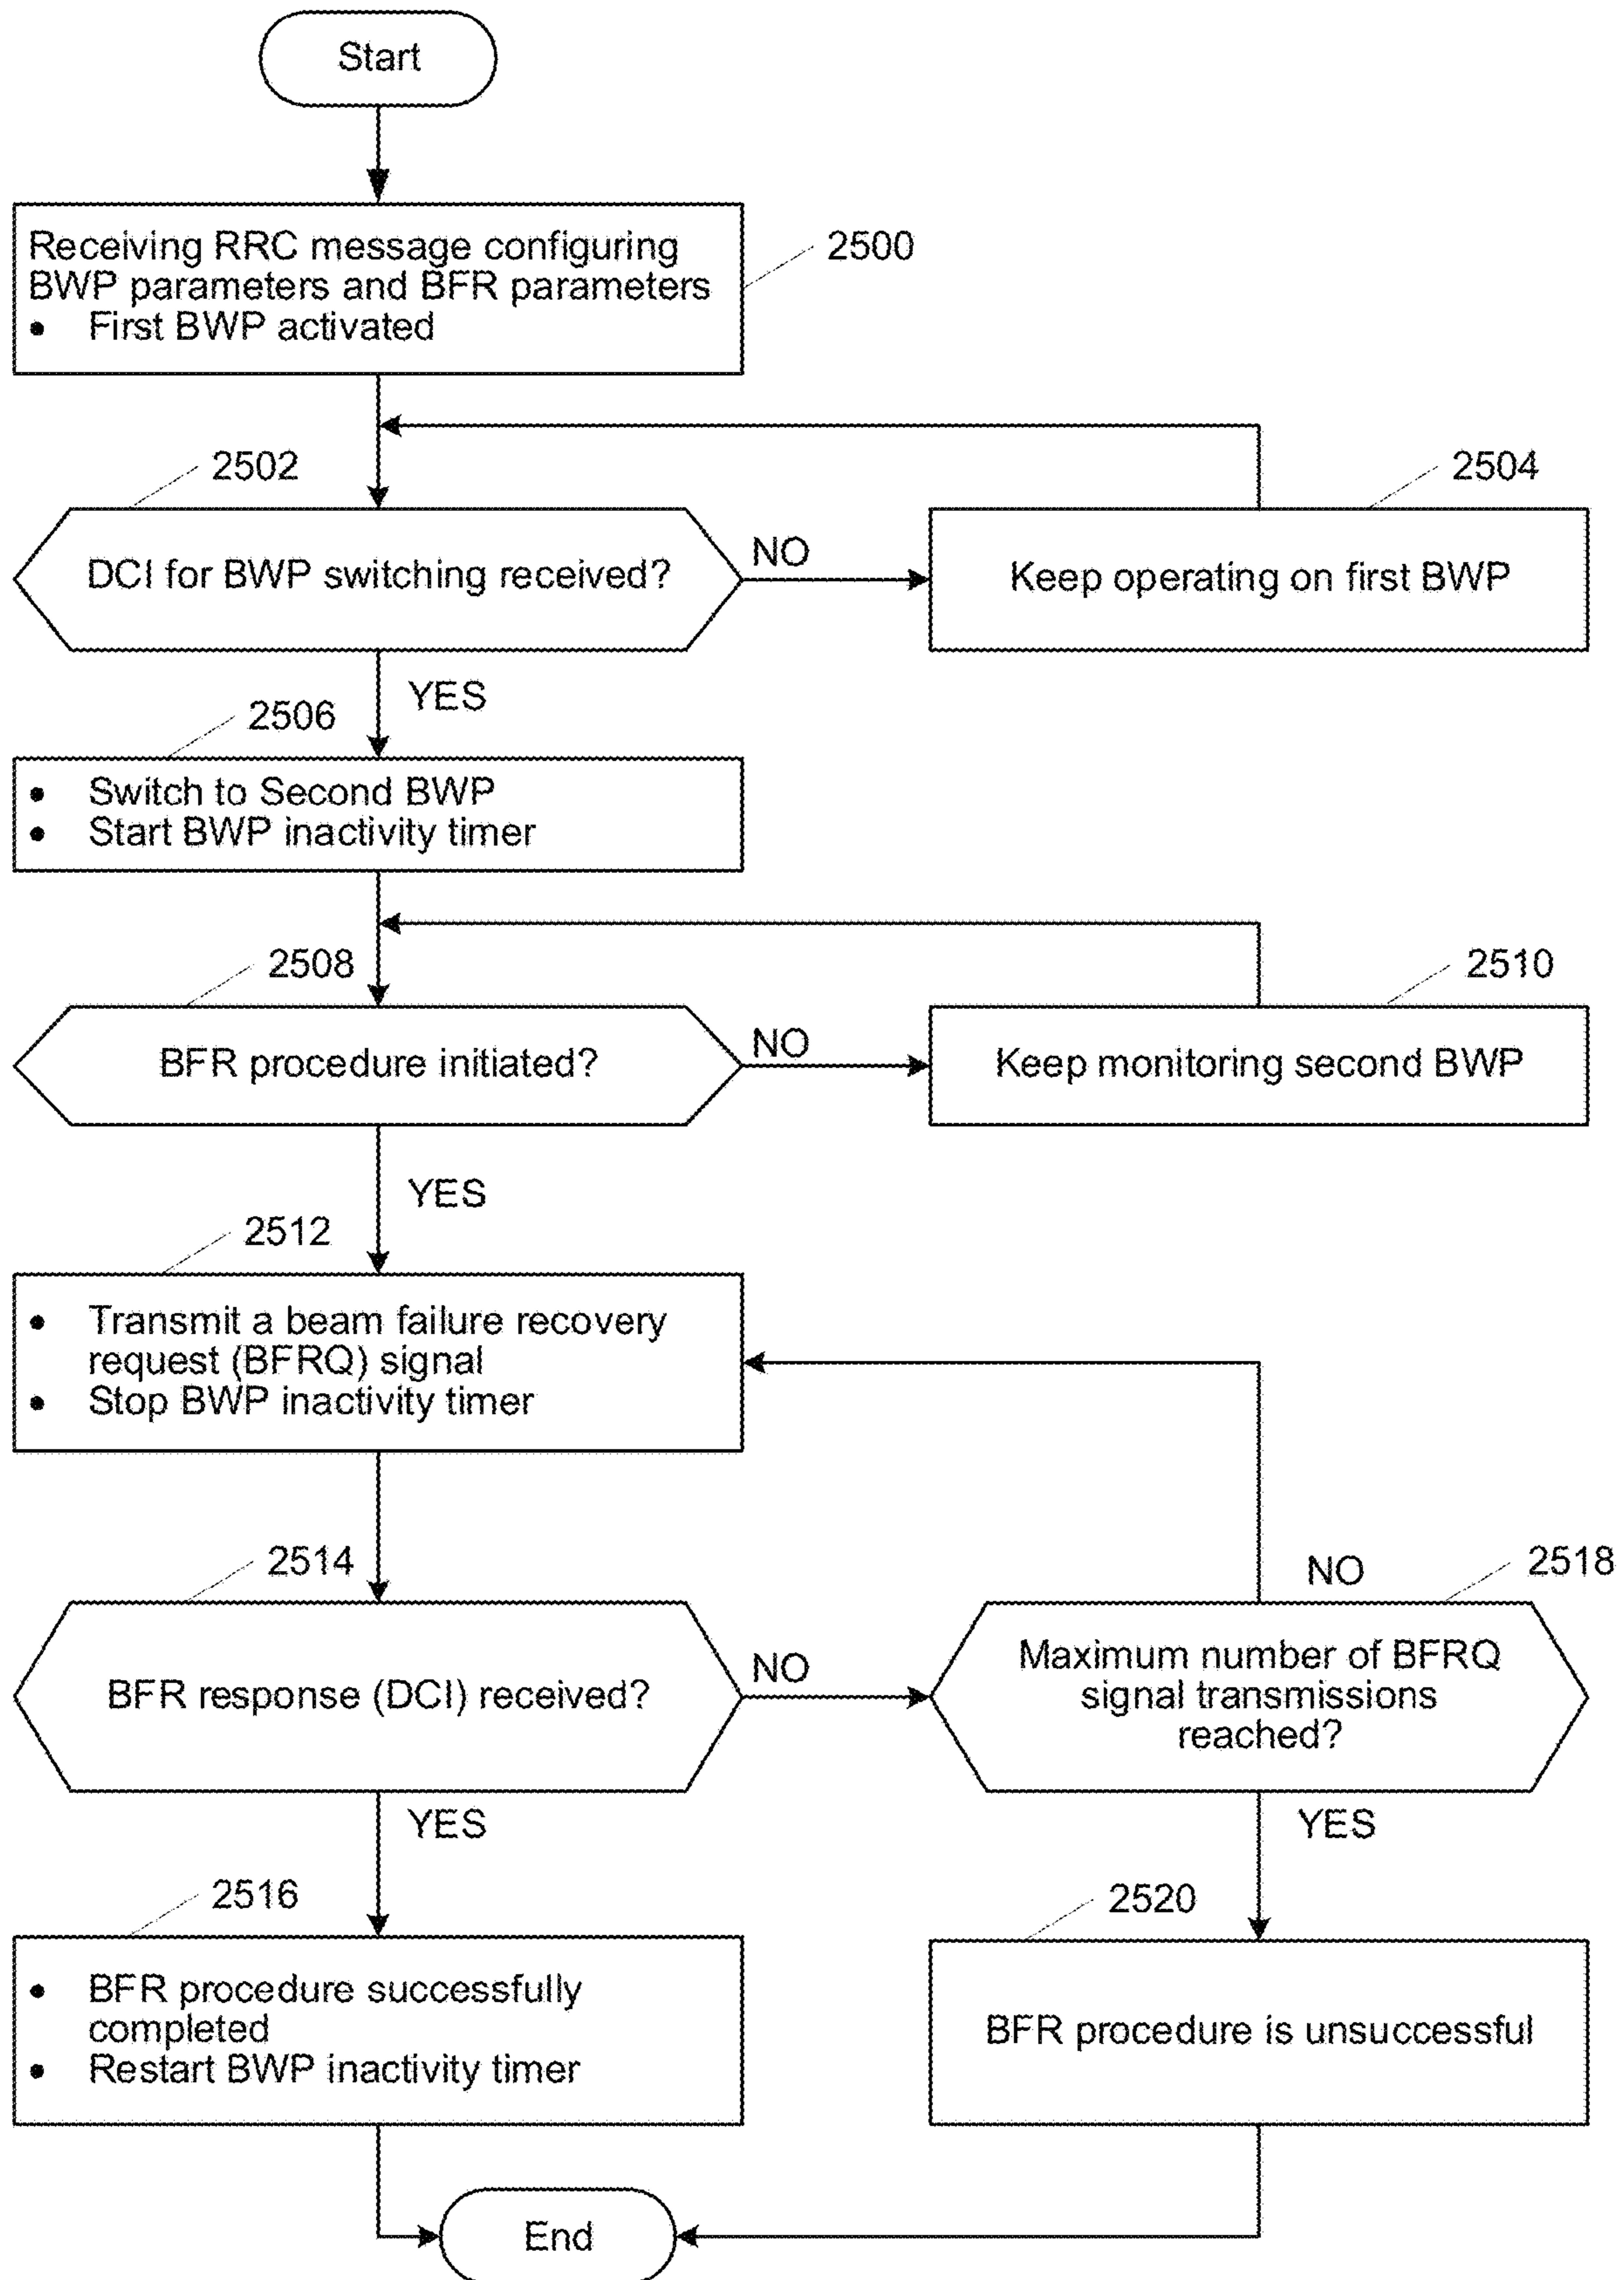 Start
Receiving RRC message configuring
BWP parameters and BFR parameters
• First BWP activated
2500
2502
2504
DCI for BWP switching received?
NO
Keep operating on first BWP
YES
2506
• Switch to Second BWP
• Start BWP inactivity timer
2508
2510
BFR procedure initiated?
NO
Keep monitoring second BWP
YES
2512
• Transmit a beam failure recovery
request (BFRQ) signal
• Stop BWP inactivity timer
2514
NO
2518
BFR response (DCI) received?
NO
Maximum number of BFRQ
signal transmissions
reached?
YES
YES
2516
2520
• BFR procedure successfully
completed
• Restart BWP inactivity timer
BFR procedure is unsuccessful
End